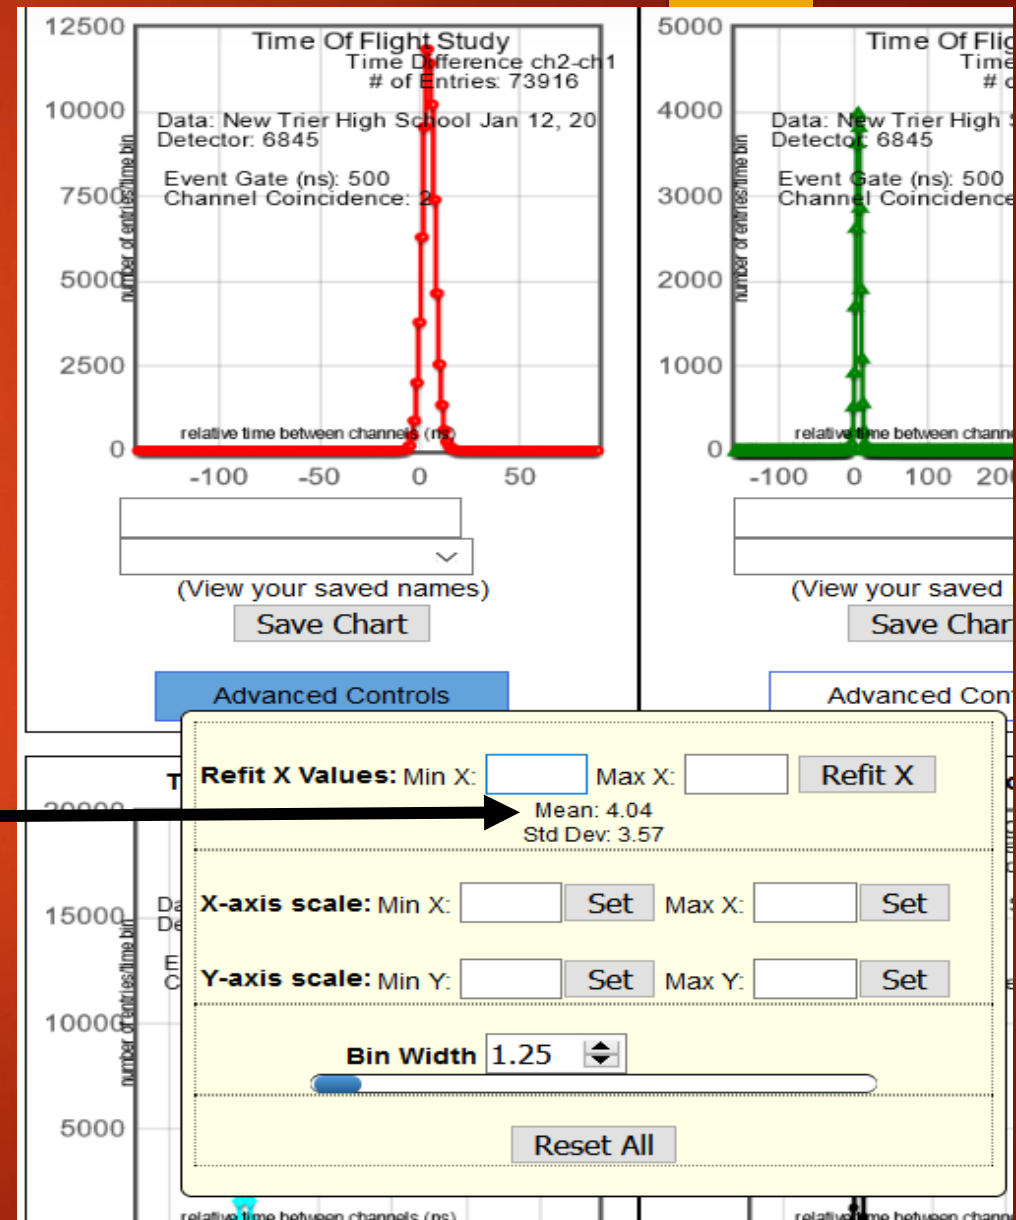 12500
Time Of Flight Study
Time Difference ch2-ch1
# of Entries: 73916
10000
Data: New Trier High School Jan 12, 20
Detector: 6845
Event Gate (ns): 500
Channel Coincidence: 2
7500
5000
2500
0
number of entries/time bin
relative time between channels (ns)
-100 -50 0 50
(View your saved names)
Save Chart
Advanced Controls
5000
Time Of Flig
Time
# o
4000
Data: New Trier High
Detector: 6845
Event Gate (ns): 500
Channel Coincidence
3000
2000
1000
0
number of entries/time bin
relative time between chann
-100 0 100 20
(View your saved
Save Char
Advanced Con
T
Refit X Values: Min X: Max X: Refit X
Mean: 4.04
Std Dev: 3.57
X-axis scale: Min X: Set Max X: Set
Y-axis scale: Min Y: Set Max Y: Set
Bin Width 1.25
Reset All
20000
15000
10000
5000
Da
De
E
C
number of entries/time bin
relative time between channels (ns)
relative time between chann